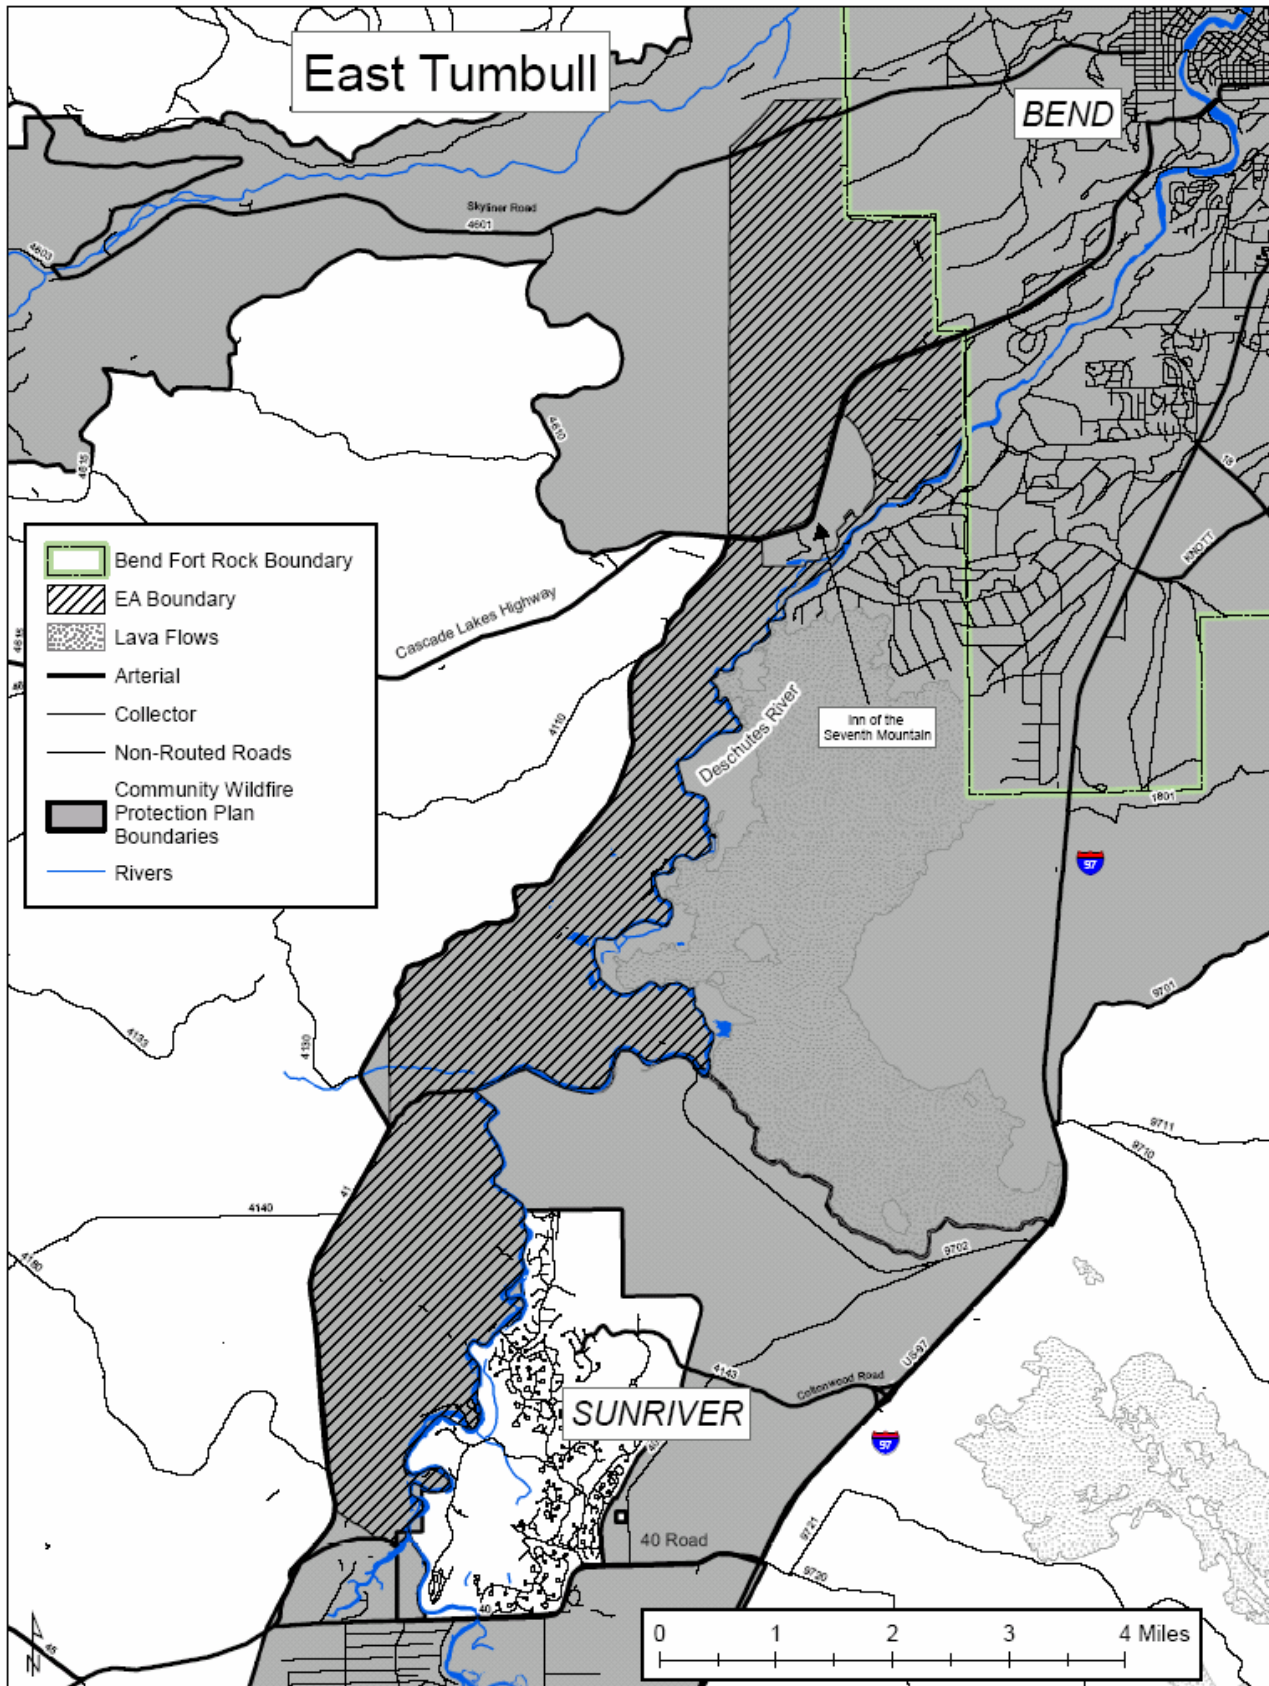 East Tumbull
BEND
Skyliner Road
4601
4603
4610
4615
18
KNOTT
Bend Fort Rock Boundary
EA Boundary
Lava Flows
Arterial
Collector
Non-Routed Roads
Community Wildfire
Protection Plan
Boundaries
Rivers
4615
Cascade Lakes Highway
4110
Deschutes River
Inn of the
Seventh Mountain
1801
97
9701
4133
4130
9711
9710
41
4140
4180
9702
US-97
4143
Cottonwood Road
SUNRIVER
97
40 Road
9721
9720
40
45
N
0 1 2 3 4 Miles